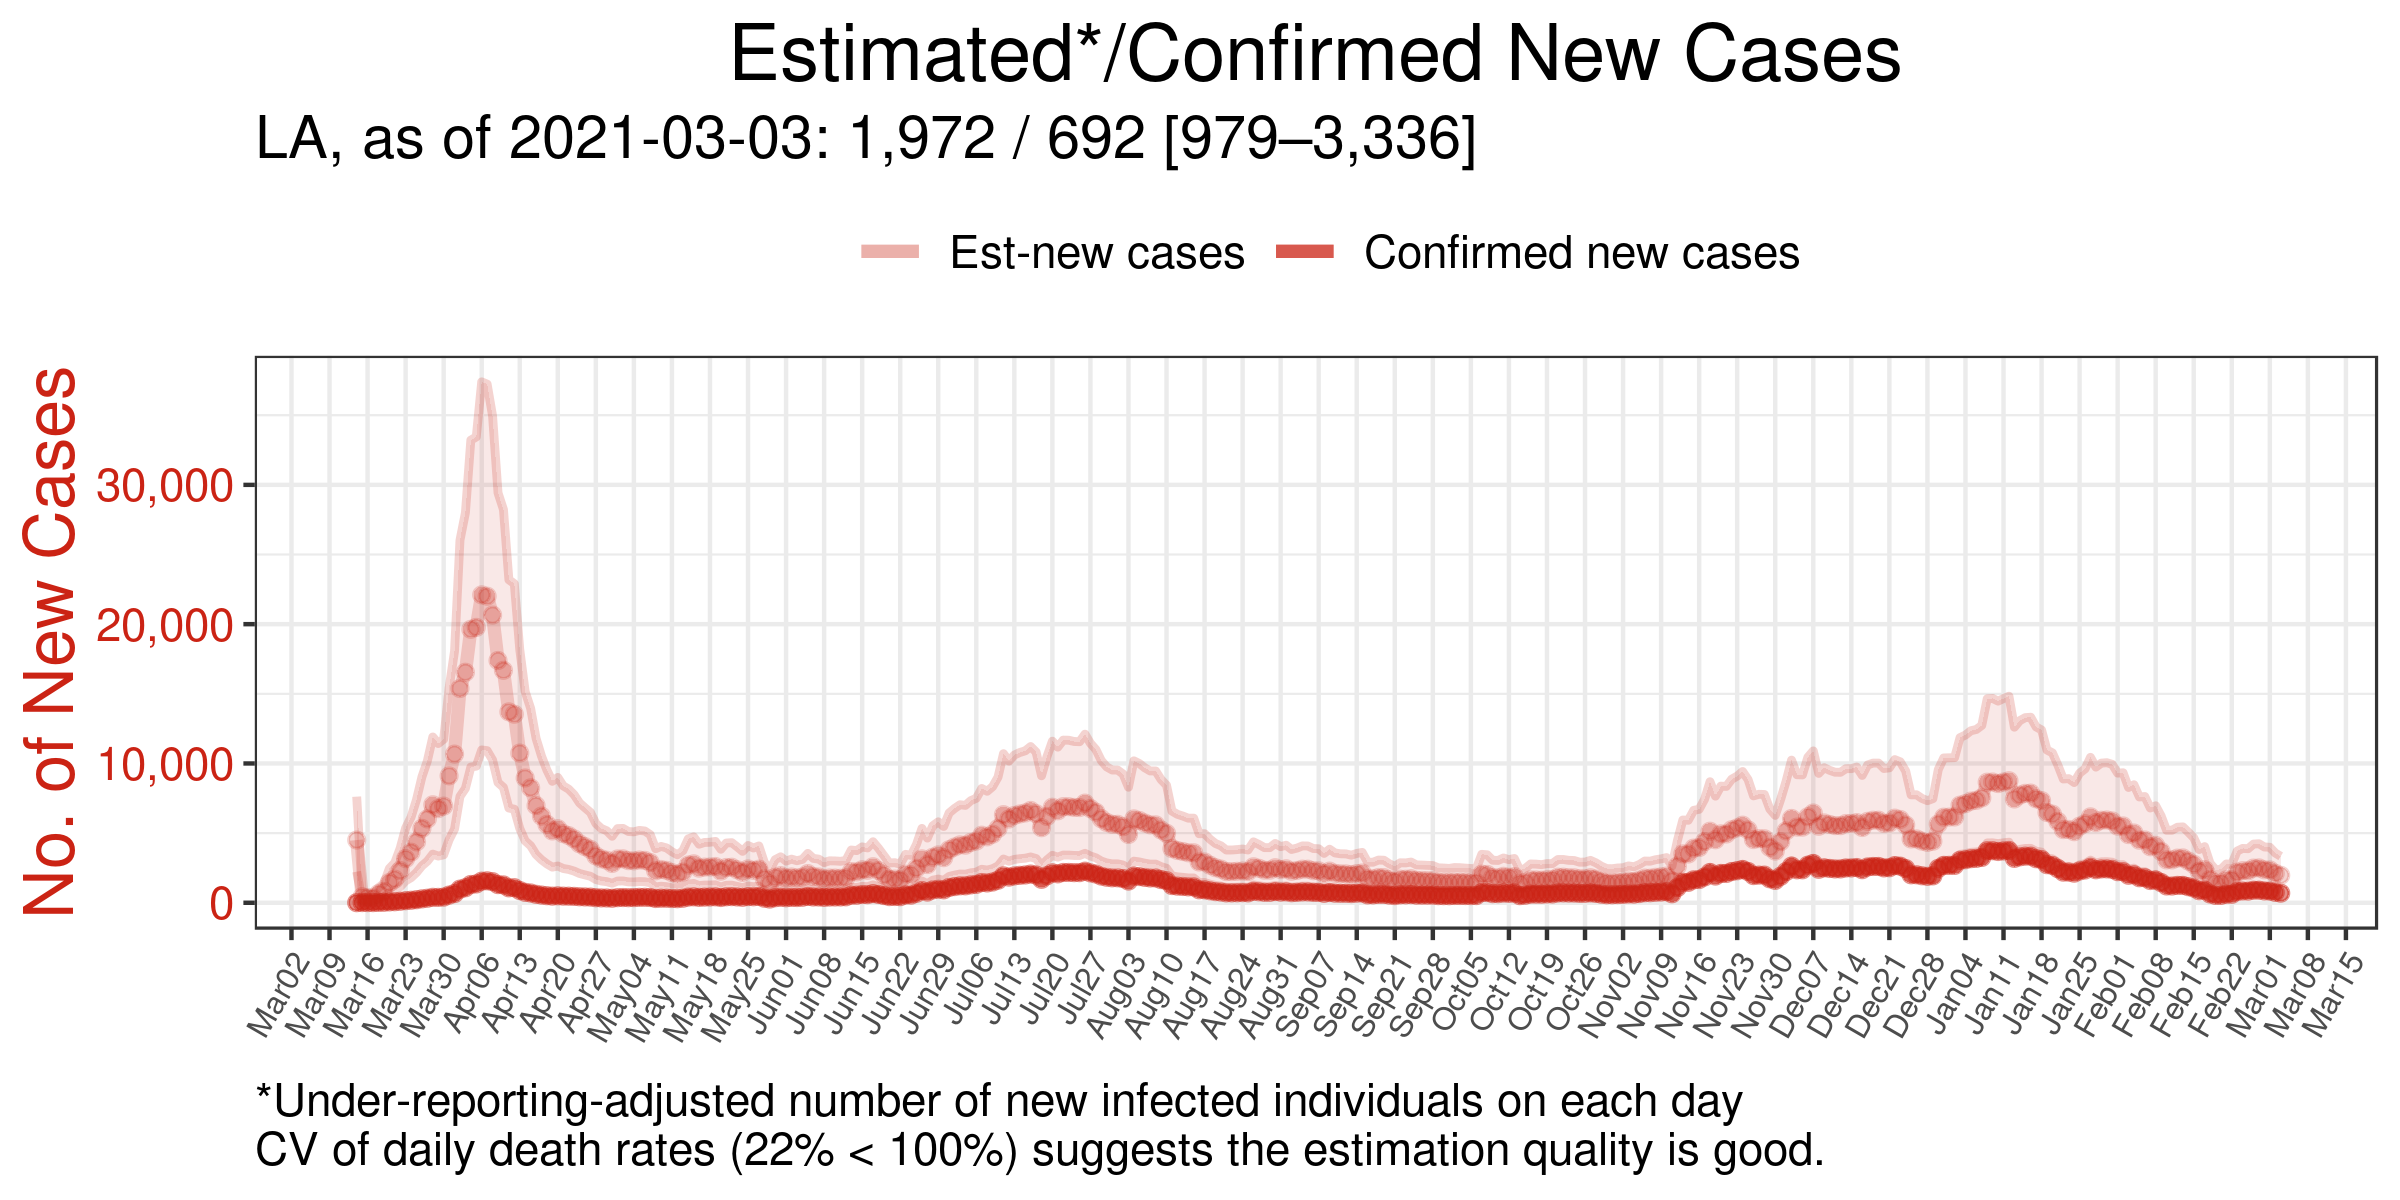 Estimated*/Confirmed New Cases
LA, as of 2021-03-03: 1,972 / 692 [979–3,336]
Est-new cases
Confirmed new cases
No. of New Cases
30,000
20,000
10,000
0
Mar02
Mar09
Mar16
Mar23
Mar30
Apr06
Apr13
Apr20
Apr27
May04
May11
May18
May25
Jun01
Jun08
Jun15
Jun22
Jun29
Jul06
Jul13
Jul20
Jul27
Aug03
Aug10
Aug17
Aug24
Aug31
Sep07
Sep14
Sep21
Sep28
Oct05
Oct12
Oct19
Oct26
Nov02
Nov09
Nov16
Nov23
Nov30
Dec07
Dec14
Dec21
Dec28
Jan04
Jan11
Jan18
Jan25
Feb01
Feb08
Feb15
Feb22
Mar01
Mar08
Mar15
*Under-reporting-adjusted number of new infected individuals on each day
CV of daily death rates (22% < 100%) suggests the estimation quality is good.